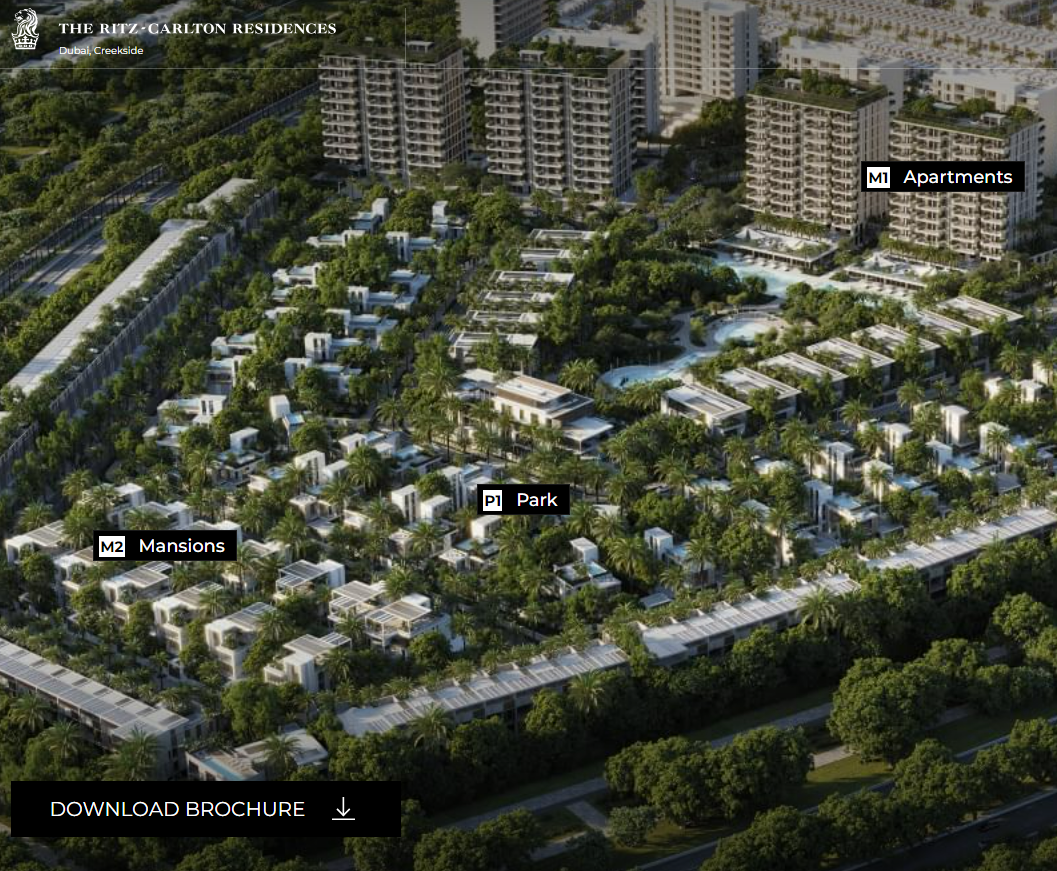 THE RITZ-CARLTON RESIDENCES
Dubai, Creekside
M1 Apartments
P1 Park
M2 Mansions
DOWNLOAD BROCHURE